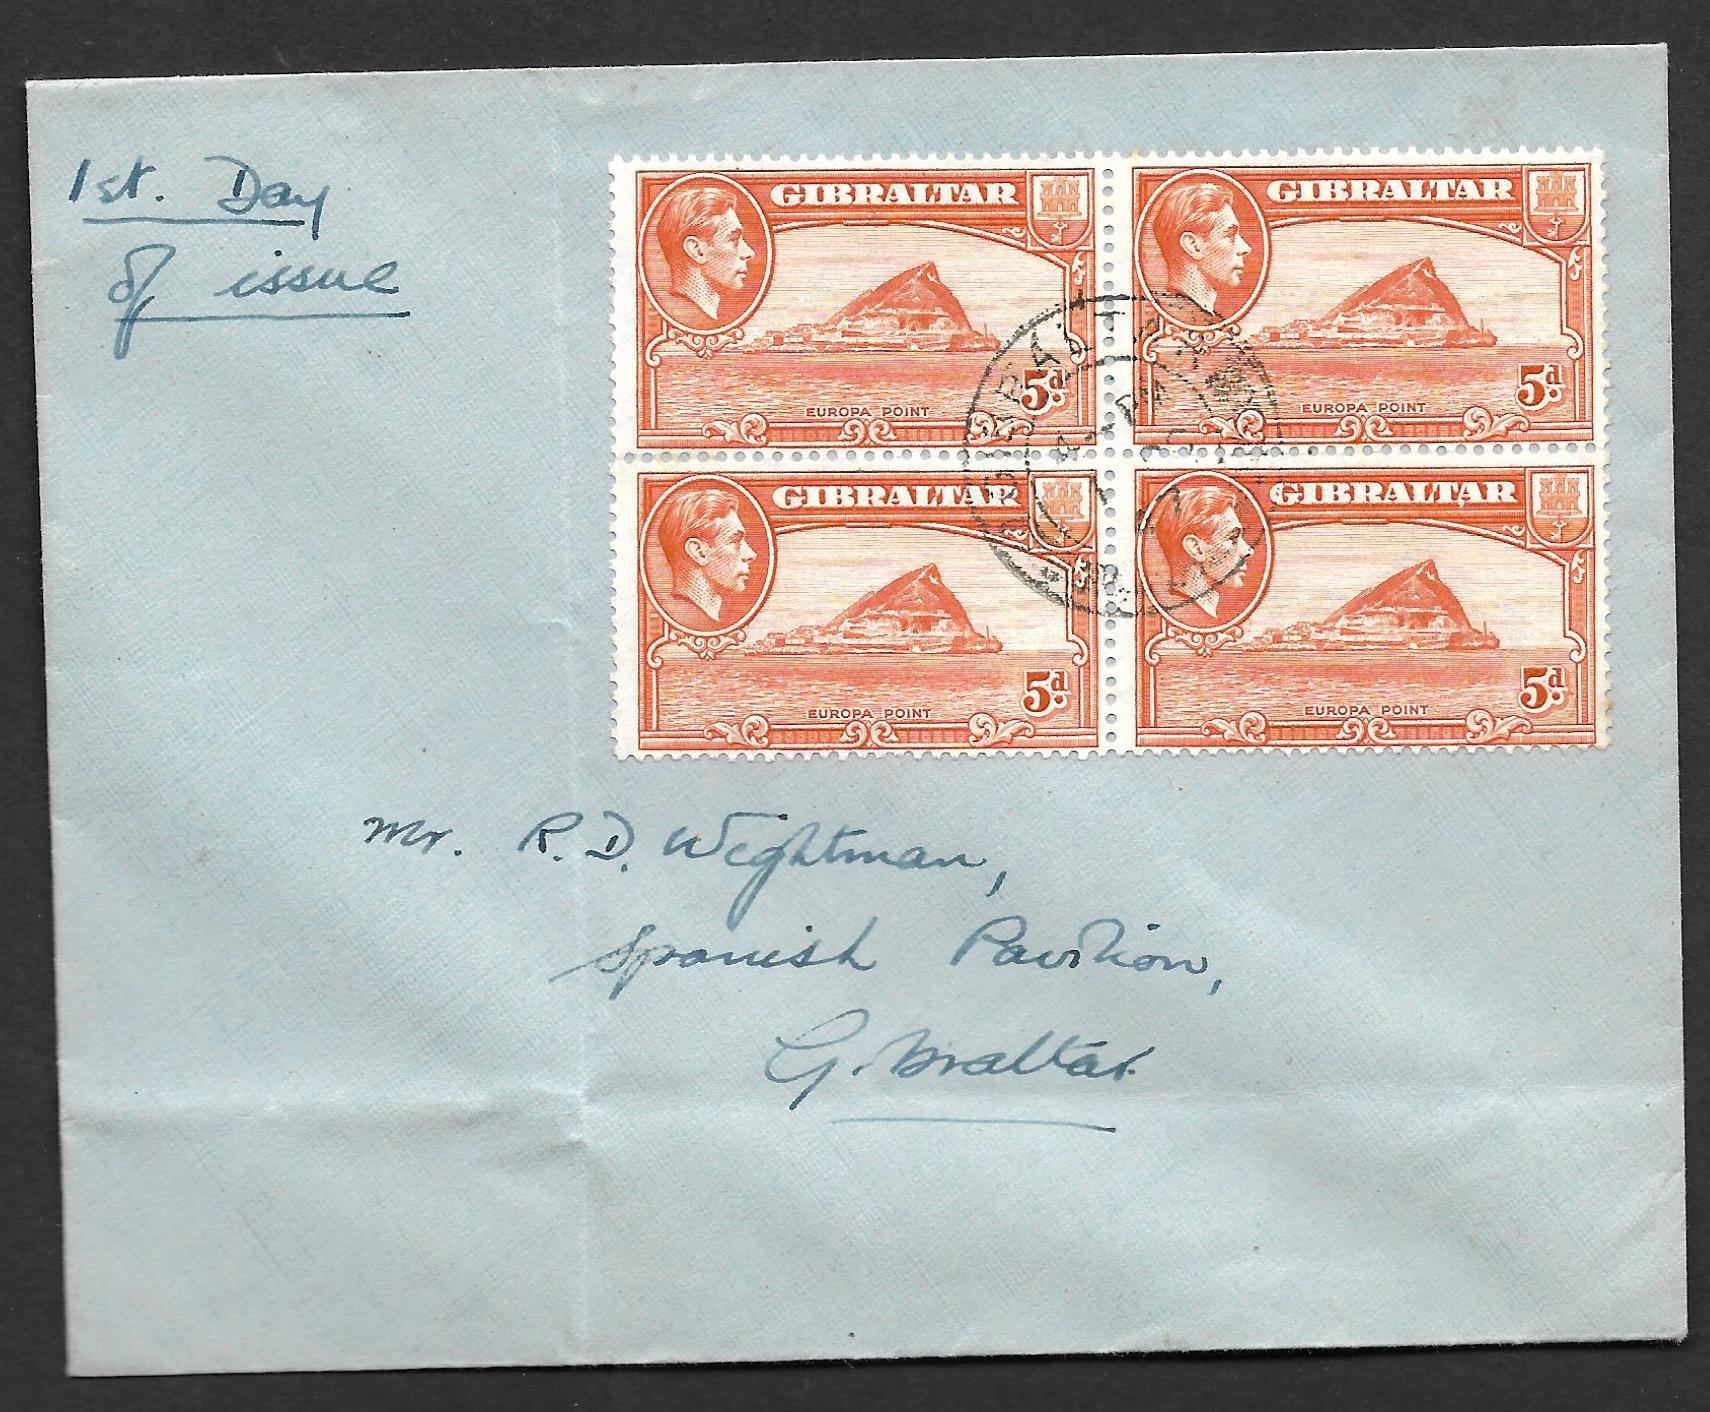 1st. Day
of issue
GIBRALTAR
5d
EUROPA POINT
GIBRALTAR
5d
EUROPA POINT
GIBRALTAR
5d
EUROPA POINT
GIBRALTAR
5d
EUROPA POINT
Mr. R. D. Wightman,
Spanish Pavilion,
Gibraltar.